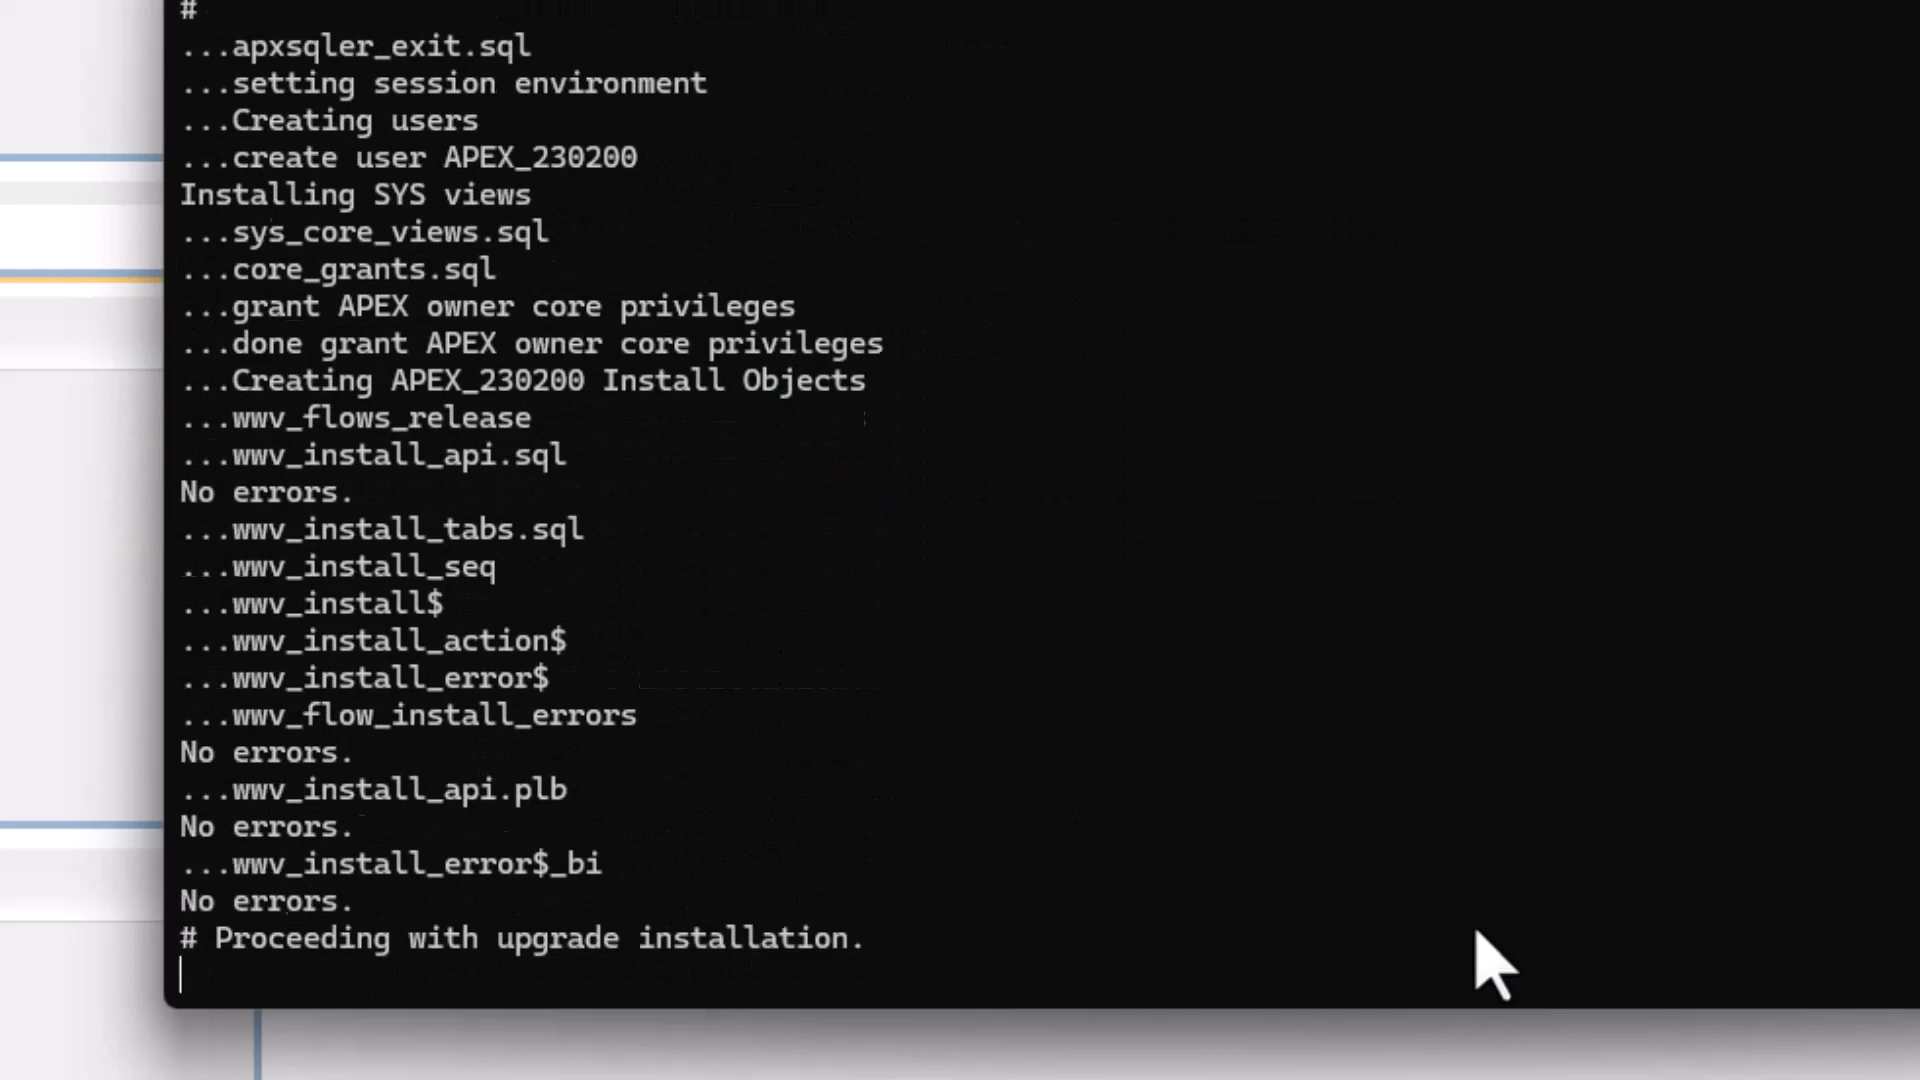 #
...apxsqler_exit.sql
...setting session environment
...Creating users
...create user APEX_230200
Installing SYS views
...sys_core_views.sql
...core_grants.sql
...grant APEX owner core privileges
...done grant APEX owner core privileges
...Creating APEX_230200 Install Objects
...wwv_flows_release
...wwv_install_api.sql
No errors.
...wwv_install_tabs.sql
...wwv_install_seq
...wwv_install$
...wwv_install_action$
...wwv_install_error$
...wwv_flow_install_errors
No errors.
...wwv_install_api.plb
No errors.
...wwv_install_error$_bi
No errors.
# Proceeding with upgrade installation.